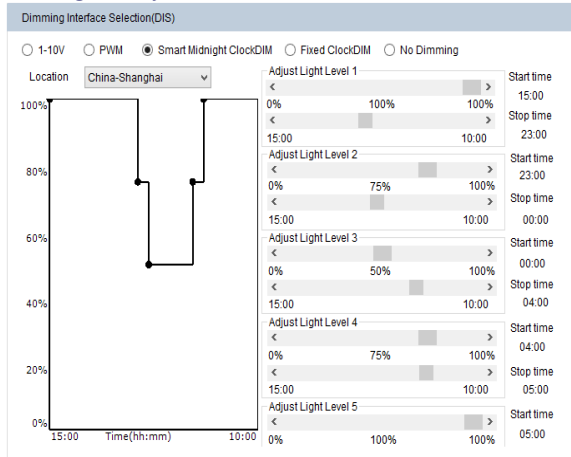 Dimming Interface Selection(DIS)
1-10V PWM Smart Midnight ClockDIM Fixed ClockDIM No Dimming
Location China-Shanghai
100%
80%
60%
40%
20%
0%
15:00 Time(hh:mm) 10:00
Adjust Light Level 1
0% 100% 100%
15:00 10:00
Start time
15:00
Stop time
23:00
Adjust Light Level 2
0% 75% 100%
15:00 10:00
Start time
23:00
Stop time
00:00
Adjust Light Level 3
0% 50% 100%
15:00 10:00
Start time
00:00
Stop time
04:00
Adjust Light Level 4
0% 75% 100%
15:00 10:00
Start time
04:00
Stop time
05:00
Adjust Light Level 5
0% 100% 100%
Start time
05:00